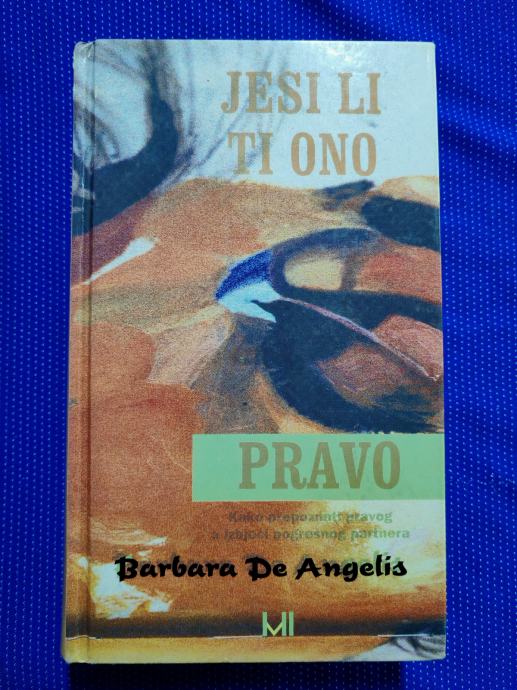 JESI LI
TI ONO
PRAVO
Kako prepoznati pravog
a izbjeći pogrešnog partnera
Barbara De Angelis
MI